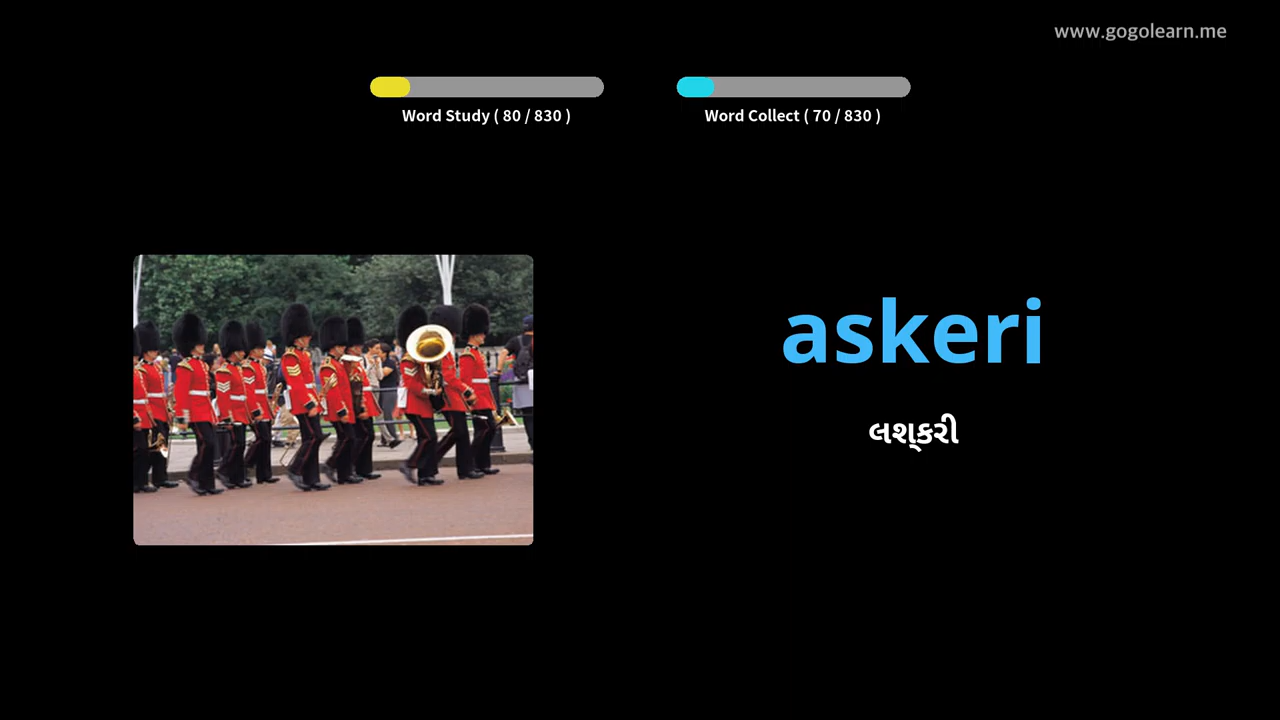 www.gogolearn.me
Word Study ( 80 / 830 )
Word Collect ( 70 / 830 )
askeri
લશ્કરી